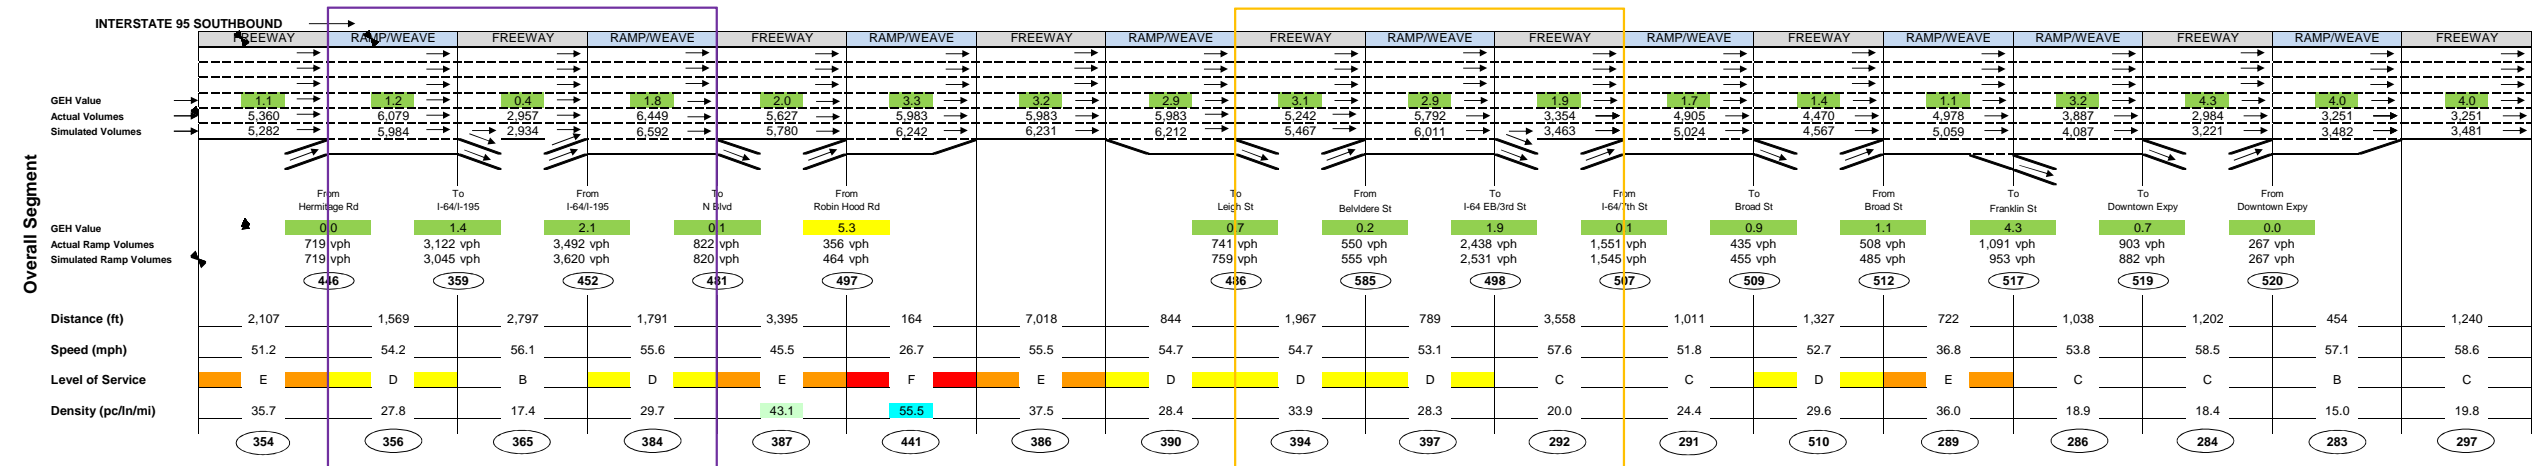 INTERSTATE 95 SOUTHBOUND
FREEWAY RAMP/WEAVE FREEWAY RAMP/WEAVE FREEWAY RAMP/WEAVE FREEWAY RAMP/WEAVE FREEWAY RAMP/WEAVE FREEWAY RAMP/WEAVE FREEWAY RAMP/WEAVE RAMP/WEAVE FREEWAY RAMP/WEAVE FREEWAY
GEH Value 1.1 1.2 0.4 1.8 2.0 3.3 3.2 2.9 3.1 2.9 1.9 1.7 1.4 1.1 3.2 4.3 4.0 4.0
Actual Volumes 5,360 6,079 2,957 6,449 5,627 5,983 5,983 5,983 5,242 5,792 3,354 4,905 4,470 4,978 3,887 2,984 3,251 3,251
Simulated Volumes 5,282 5,984 2,934 6,592 5,780 6,242 6,231 6,212 5,467 6,011 3,463 5,024 4,567 5,059 4,087 3,221 3,482 3,481
Overall Segment
From To From To From To From To From To From To To From
Hermitage Rd I-64/I-195 I-64/I-195 N Blvd Robin Hood Rd Leigh St Belvidere St I-64 EB/3rd St I-64/7th St Broad St Broad St Franklin St Downtown Expy Downtown Expy
GEH Value 0.0 1.4 2.1 0.1 5.3 0.7 0.2 1.9 0.1 0.9 1.1 4.3 0.7 0.0
Actual Ramp Volumes 719 vph 3,122 vph 3,492 vph 822 vph 356 vph 741 vph 550 vph 2,438 vph 1,551 vph 435 vph 508 vph 1,091 vph 903 vph 267 vph
Simulated Ramp Volumes 719 vph 3,045 vph 3,620 vph 820 vph 464 vph 759 vph 555 vph 2,531 vph 1,545 vph 455 vph 485 vph 953 vph 882 vph 267 vph
446 359 452 481 497 486 585 498 507 509 512 517 519 520
Distance (ft) 2,107 1,569 2,797 1,791 3,395 164 7,018 844 1,967 789 3,558 1,011 1,327 722 1,038 1,202 454 1,240
Speed (mph) 51.2 54.2 56.1 55.6 45.5 26.7 55.5 54.7 54.7 53.1 57.6 51.8 52.7 36.8 53.8 58.5 57.1 58.6
Level of Service E D B D E F E D D D C C D E C C B C
Density (pc/ln/mi) 35.7 27.8 17.4 29.7 43.1 55.5 37.5 28.4 33.9 28.3 20.0 24.4 29.6 36.0 18.9 18.4 15.0 19.8
354 356 365 384 387 441 386 390 394 397 292 291 510 289 286 284 283 297